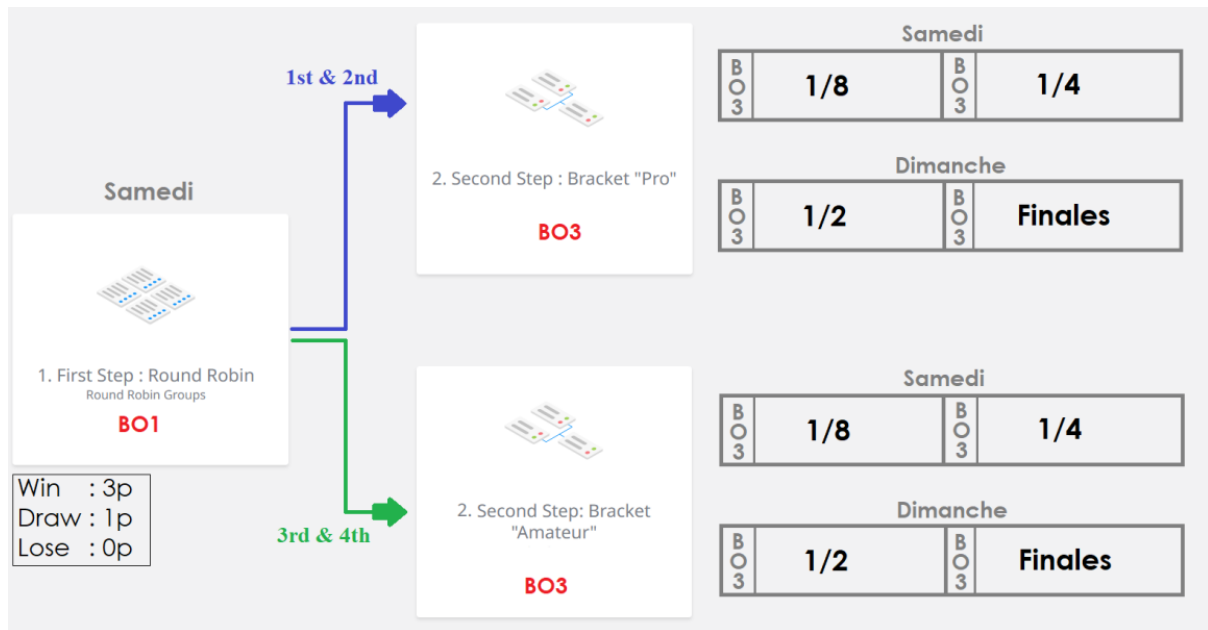 Samedi
1. First Step : Round Robin
Round Robin Groups
BO1
Win : 3p
Draw : 1p
Lose : 0p
1st & 2nd
2. Second Step : Bracket "Pro"
BO3
Samedi
BO3 1/8 BO3 1/4
Dimanche
BO3 1/2 BO3 Finales
3rd & 4th
2. Second Step: Bracket
"Amateur"
BO3
Samedi
BO3 1/8 BO3 1/4
Dimanche
BO3 1/2 BO3 Finales